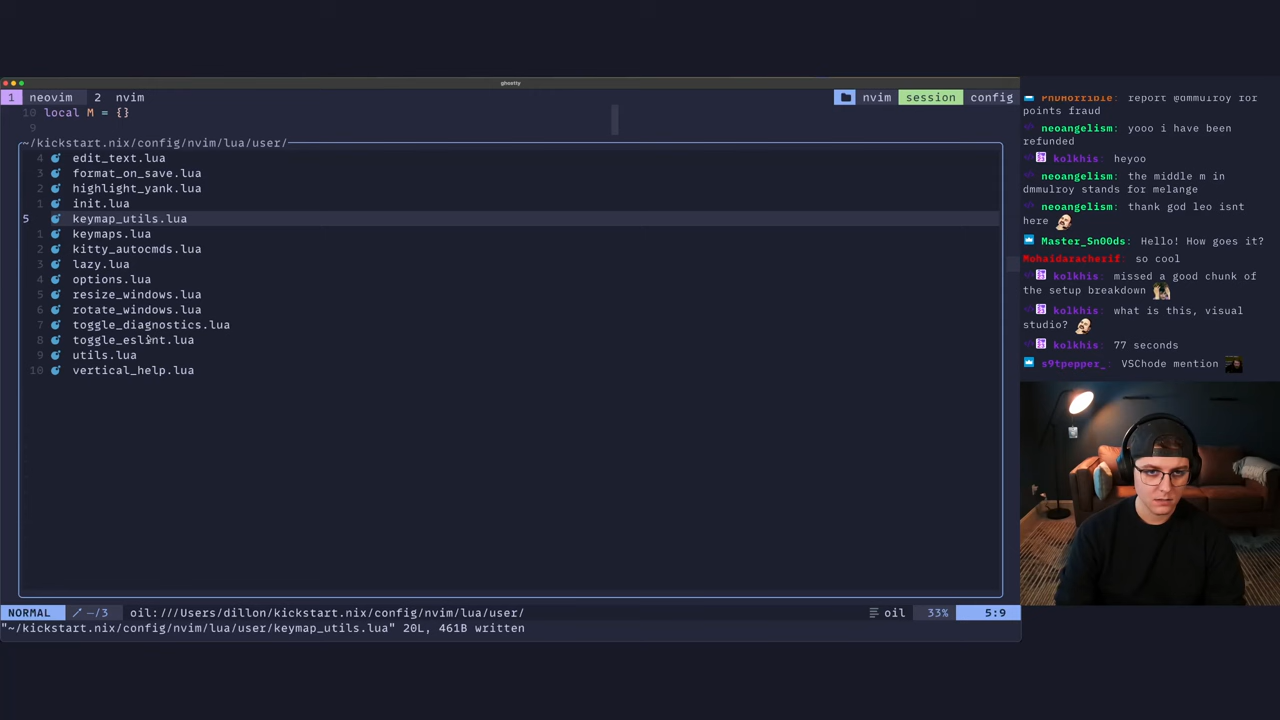 ghostty
1 neovim 2 nvim
nvim session config
10 local M = {}
9
~/kickstart.nix/config/nvim/lua/user/
4 edit_text.lua
3 format_on_save.lua
2 highlight_yank.lua
1 init.lua
5 keymap_utils.lua
1 keymaps.lua
2 kitty_autocmds.lua
3 lazy.lua
4 options.lua
5 resize_windows.lua
6 rotate_windows.lua
7 toggle_diagnostics.lua
8 toggle_eslint.lua
9 utils.lua
10 vertical_help.lua
NORMAL –/3 oil:///Users/dillon/kickstart.nix/config/nvim/lua/user/ oil 33% 5:9
"~/kickstart.nix/config/nvim/lua/user/keymap_utils.lua" 20L, 461B written
PhDHorrible: report @dmmulroy for
points fraud
neoangelism: yooo i have been
refunded
kolkhis: heyoo
neoangelism: the middle m in
dmmulroy stands for melange
neoangelism: thank god leo isnt
here
Master_Sn00ds: Hello! How goes it?
Mohaidaracherif: so cool
kolkhis: missed a good chunk of
the setup breakdown
kolkhis: what is this, visual
studio?
kolkhis: 77 seconds
s9tpepper_: VSChode mention